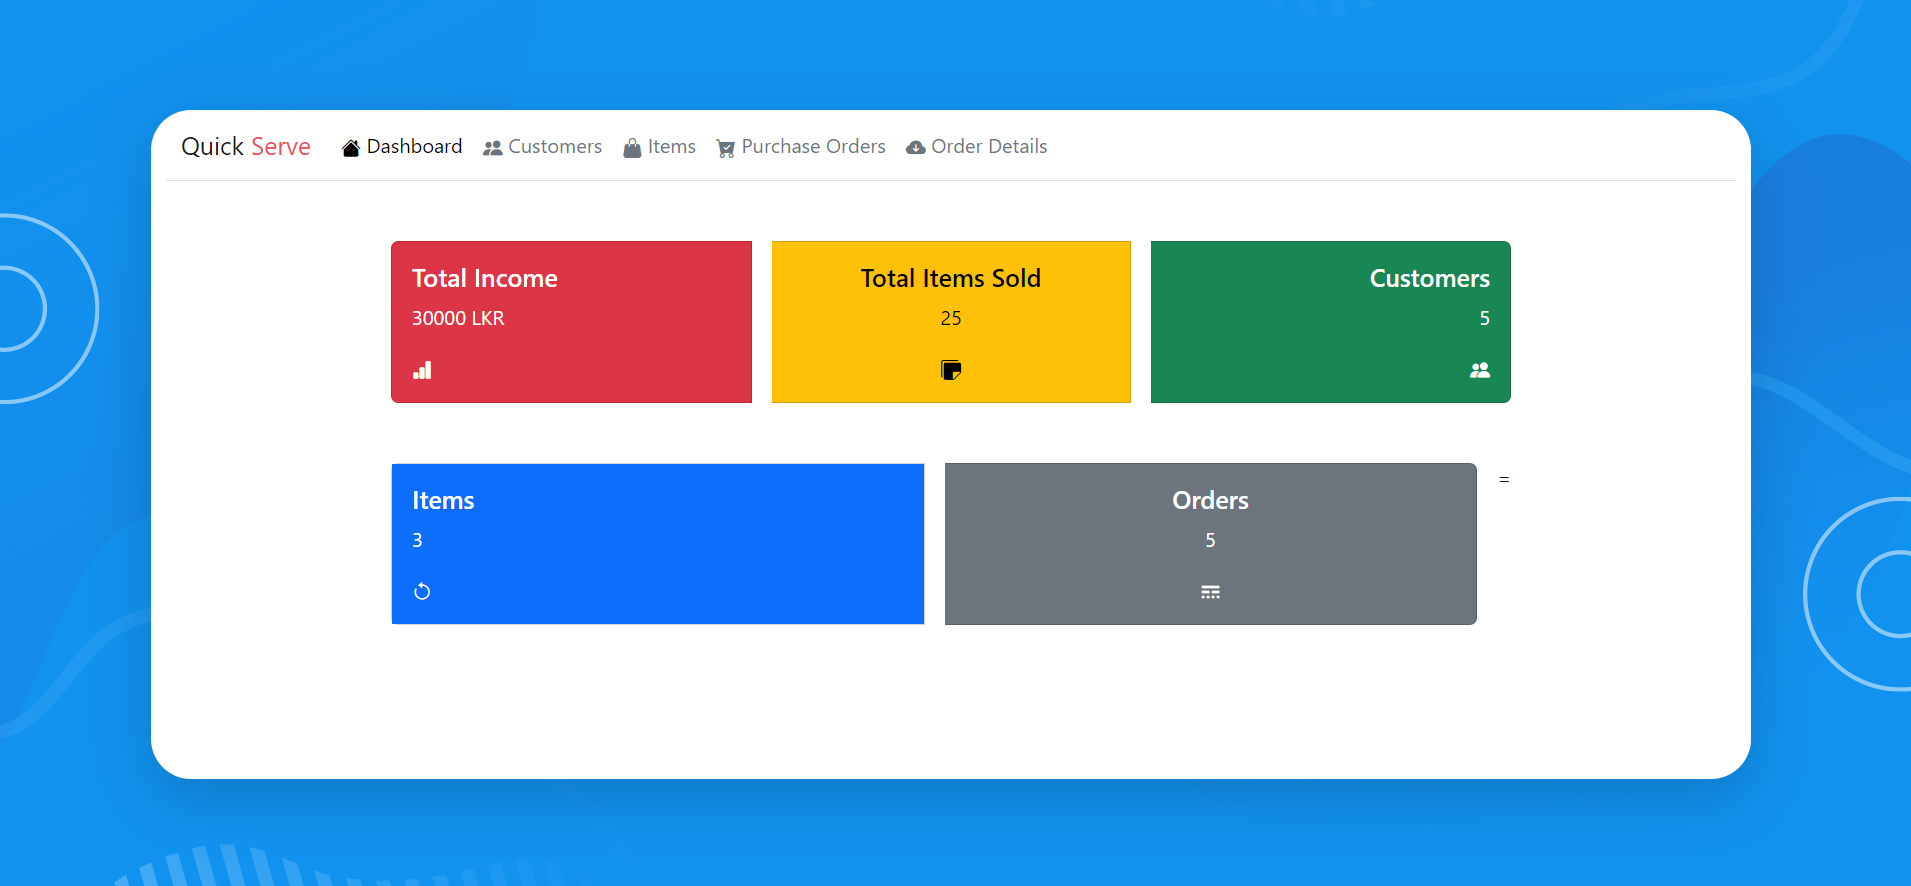 Quick Serve Dashboard Customers Items Purchase Orders Order Details
Total Income
30000 LKR
Total Items Sold
25
Customers
5
Items
3
Orders
5
=